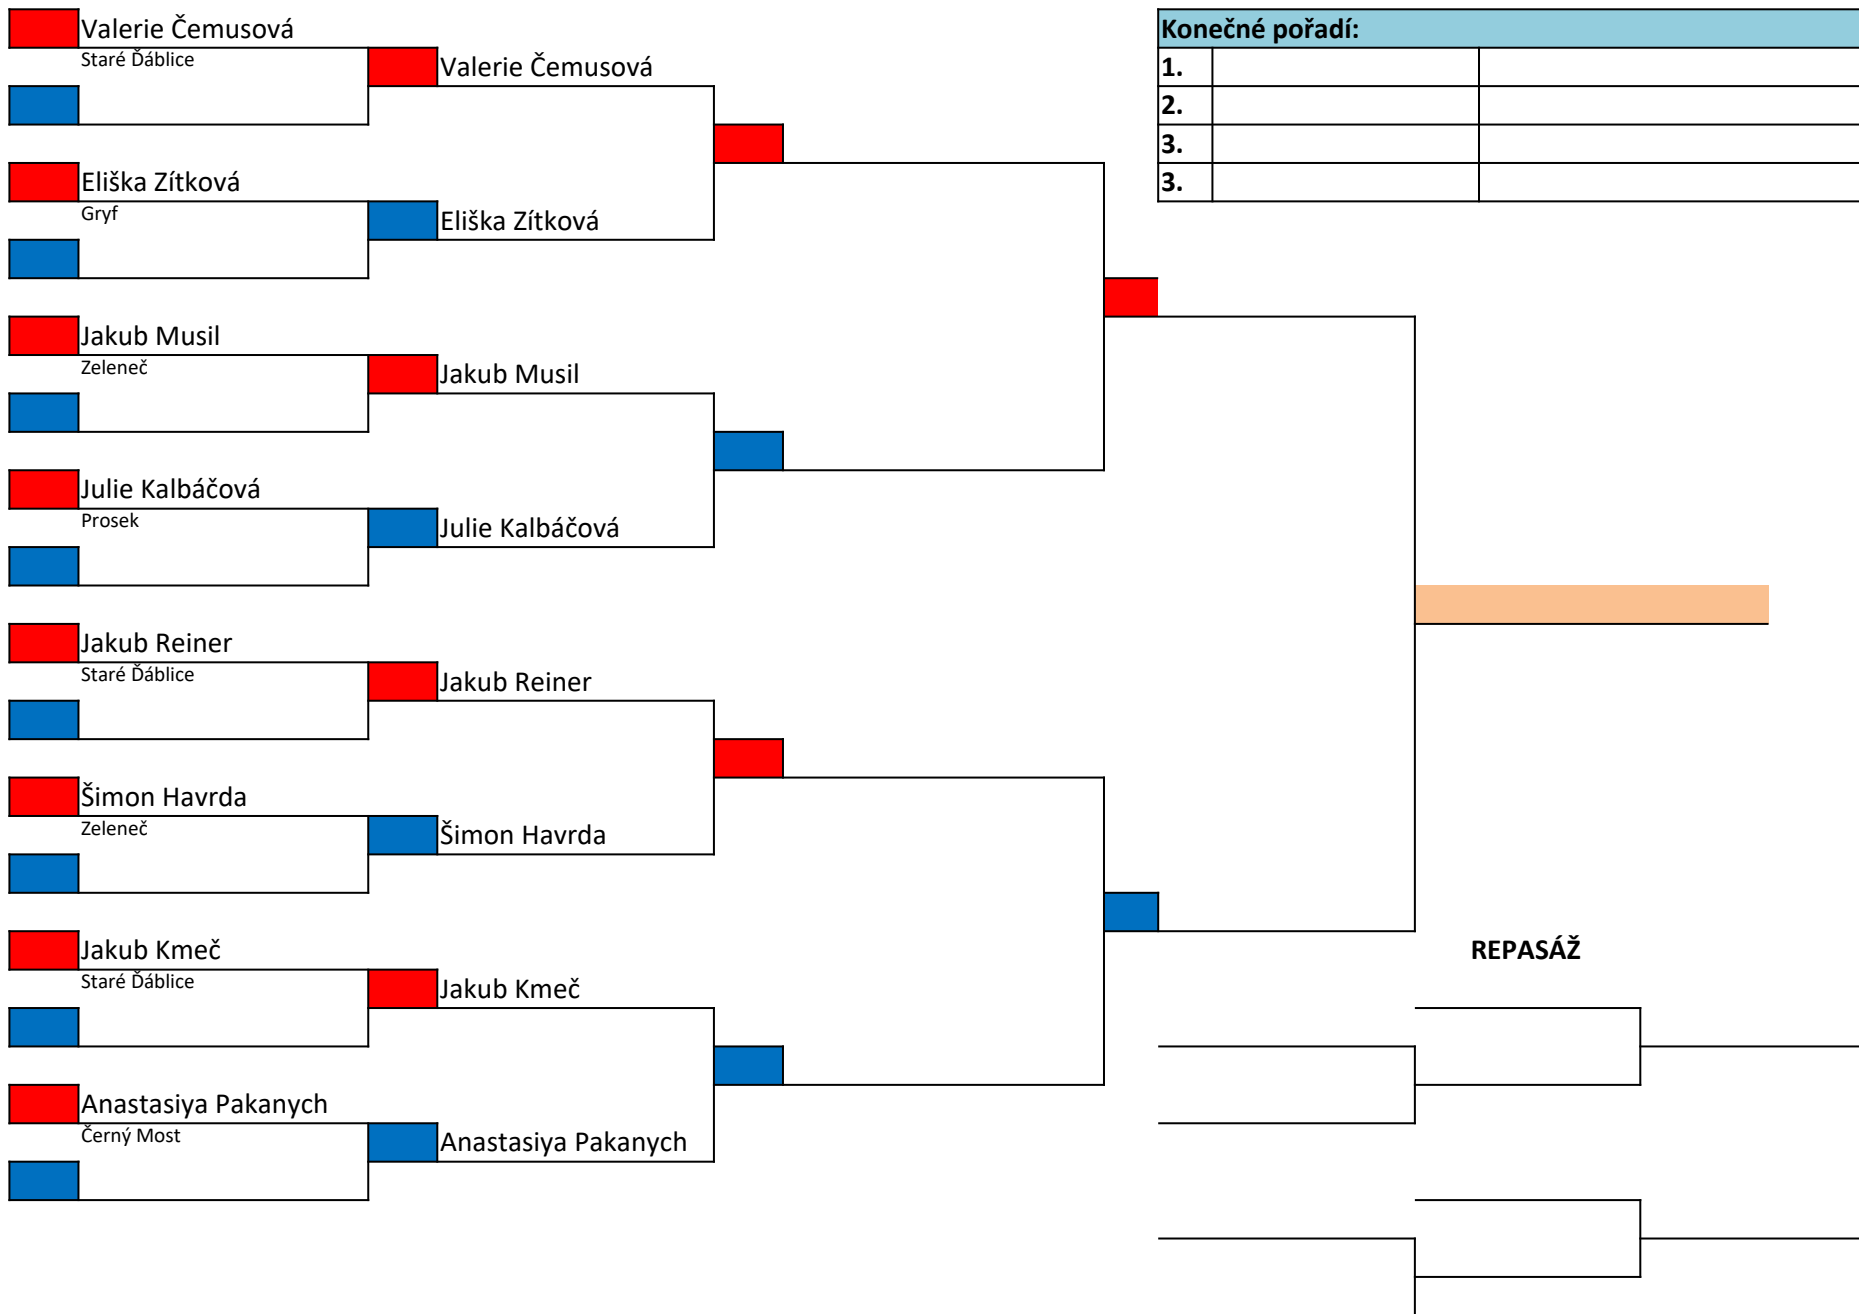 Valerie Čemusová
Staré Ďáblice
Eliška Zítková
Gryf
Jakub Musil
Zeleneč
Julie Kalbáčová
Prosek
Jakub Reiner
Staré Ďáblice
Šimon Havrda
Zeleneč
Jakub Kmeč
Staré Ďáblice
Anastasiya Pakanych
Černý Most
Valerie Čemusová
Eliška Zítková
Jakub Musil
Julie Kalbáčová
Jakub Reiner
Šimon Havrda
Jakub Kmeč
Anastasiya Pakanych
Konečné pořadí:
1.
2.
3.
3.
REPASÁŽ